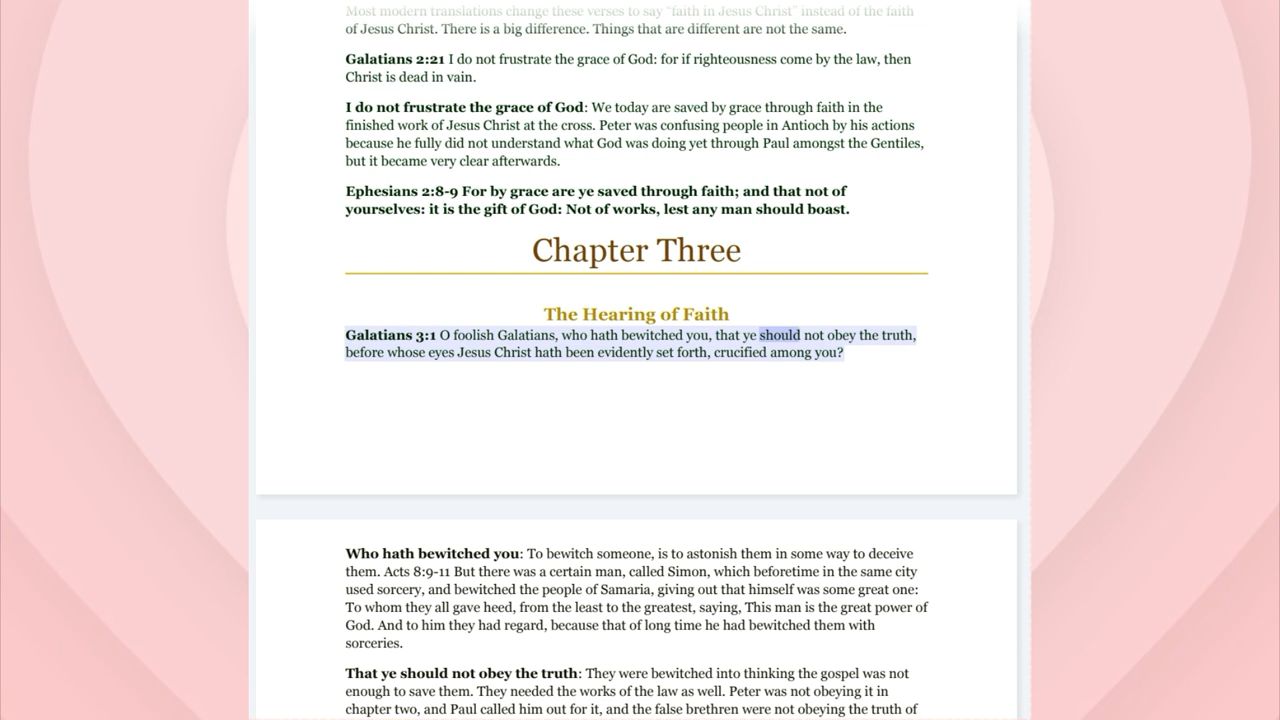 Most modern translations change these verses to say “faith in Jesus Christ” instead of the faith
of Jesus Christ. There is a big difference. Things that are different are not the same.
Galatians 2:21 I do not frustrate the grace of God: for if righteousness come by the law, then
Christ is dead in vain.
I do not frustrate the grace of God: We today are saved by grace through faith in the
finished work of Jesus Christ at the cross. Peter was confusing people in Antioch by his actions
because he fully did not understand what God was doing yet through Paul amongst the Gentiles,
but it became very clear afterwards.
Ephesians 2:8-9 For by grace are ye saved through faith; and that not of
yourselves: it is the gift of God: Not of works, lest any man should boast.
Chapter Three
The Hearing of Faith
Galatians 3:1 O foolish Galatians, who hath bewitched you, that ye should not obey the truth,
before whose eyes Jesus Christ hath been evidently set forth, crucified among you?
Who hath bewitched you: To bewitch someone, is to astonish them in some way to deceive
them. Acts 8:9-11 But there was a certain man, called Simon, which beforetime in the same city
used sorcery, and bewitched the people of Samaria, giving out that himself was some great one:
To whom they all gave heed, from the least to the greatest, saying, This man is the great power of
God. And to him they had regard, because that of long time he had bewitched them with
sorceries.
That ye should not obey the truth: They were bewitched into thinking the gospel was not
enough to save them. They needed the works of the law as well. Peter was not obeying it in
chapter two, and Paul called him out for it, and the false brethren were not obeying the truth of